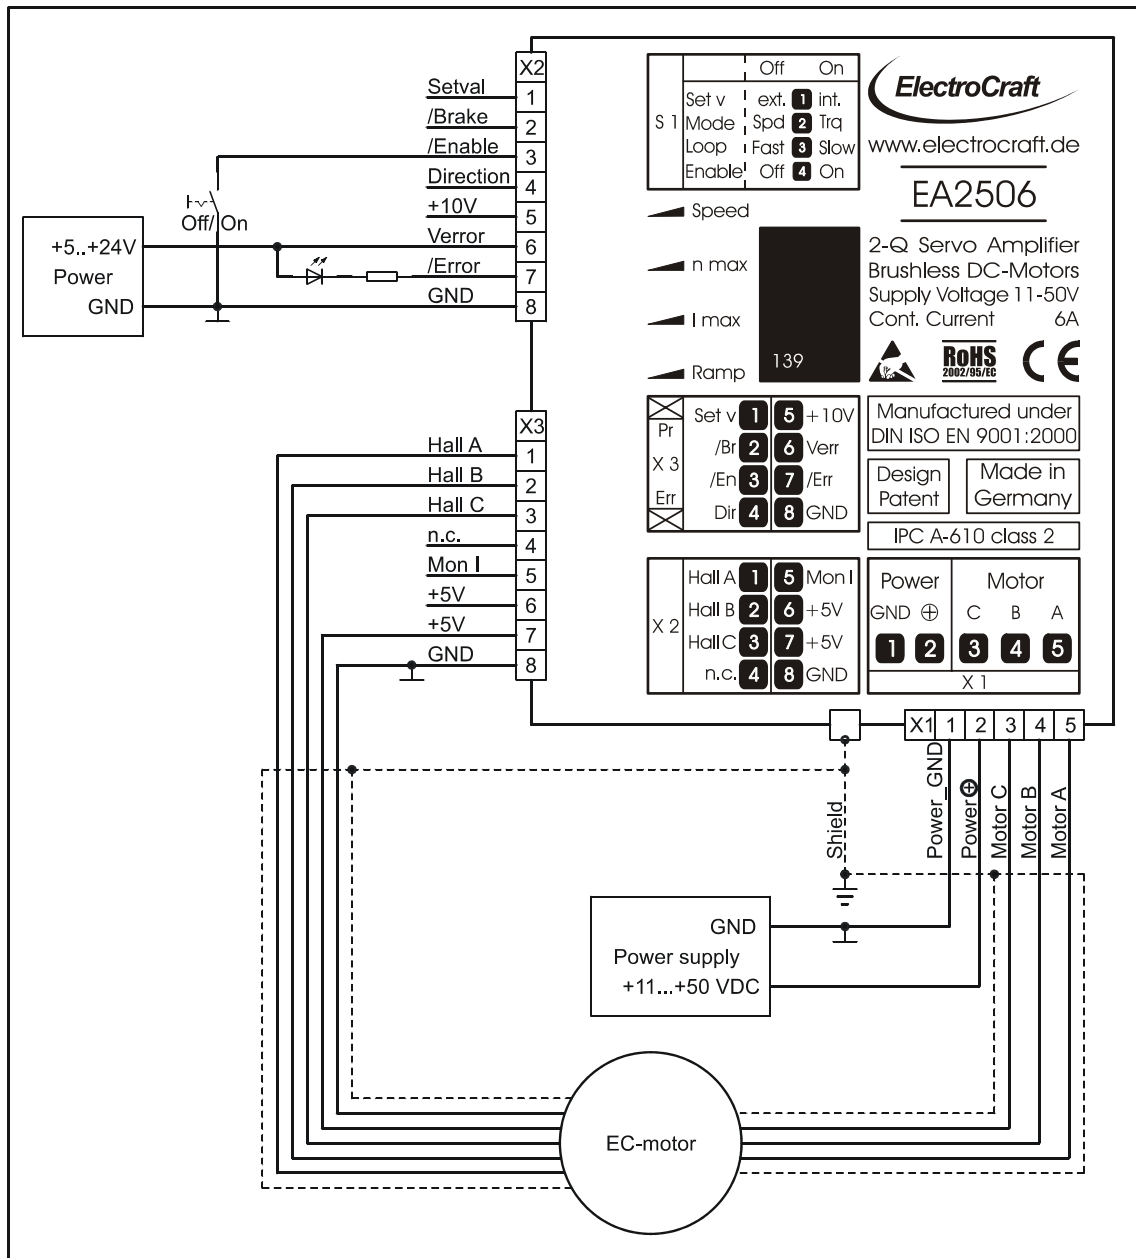 X2
Setval 1
/Brake 2
/Enable 3
Direction 4
+10V 5
Verror 6
/Error 7
GND 8
Off/ On
+5..+24V
Power
GND
X3
Hall A 1
Hall B 2
Hall C 3
n.c. 4
Mon I 5
+5V 6
+5V 7
GND 8
S 1
Off On
Set v ext. 1 int.
Mode Spd 2 Trq
Loop Fast 3 Slow
Enable Off 4 On
Speed
n max
I max
Ramp
139
ElectroCraft
www.electrocraft.de
EA2506
2-Q Servo Amplifier
Brushless DC-Motors
Supply Voltage 11-50V
Cont. Current 6A
RoHS
2002/95/EC
CE
Pr
X 3
Err
Set v 1 5 +10V
/Br 2 6 Verr
/En 3 7 /Err
Dir 4 8 GND
Manufactured under
DIN ISO EN 9001:2000
Design
Patent
Made in
Germany
IPC A-610 class 2
X 2
Hall A 1 5 Mon I
Hall B 2 6 +5V
Hall C 3 7 +5V
n.c. 4 8 GND
Power Motor
GND ⊕ C B A
1 2 3 4 5
X 1
X1 1 2 3 4 5
Shield
Power_GND
Power⊕
Motor C
Motor B
Motor A
GND
Power supply
+11...+50 VDC
EC-motor